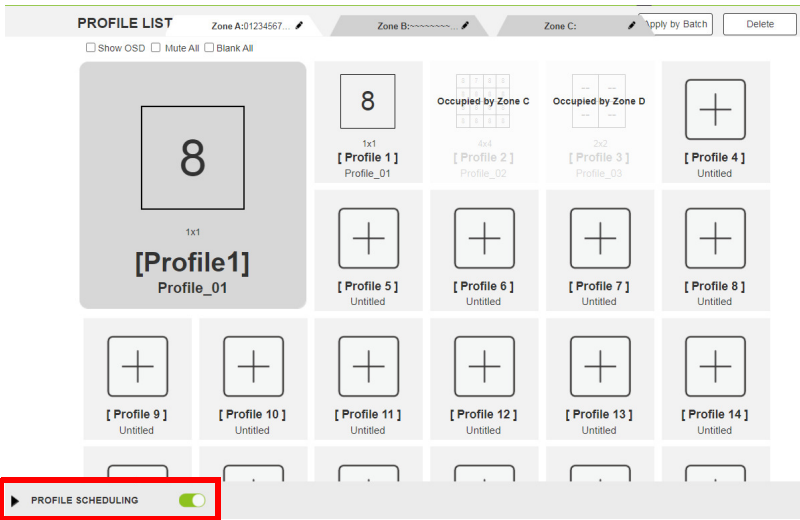 PROFILE LIST
Zone A:01234567...
Zone B:~~~~~~~~...
Zone C:
Apply by Batch
Delete
Show OSD
Mute All
Blank All
8
1x1
[Profile1]
Profile_01
8
1x1
[ Profile 1 ]
Profile_01
Occupied by Zone C
4x4
[ Profile 2 ]
Profile_02
Occupied by Zone D
2x2
[ Profile 3 ]
Profile_03
[ Profile 4 ]
Untitled
[ Profile 5 ]
Untitled
[ Profile 6 ]
Untitled
[ Profile 7 ]
Untitled
[ Profile 8 ]
Untitled
[ Profile 9 ]
Untitled
[ Profile 10 ]
Untitled
[ Profile 11 ]
Untitled
[ Profile 12 ]
Untitled
[ Profile 13 ]
Untitled
[ Profile 14 ]
Untitled
PROFILE SCHEDULING